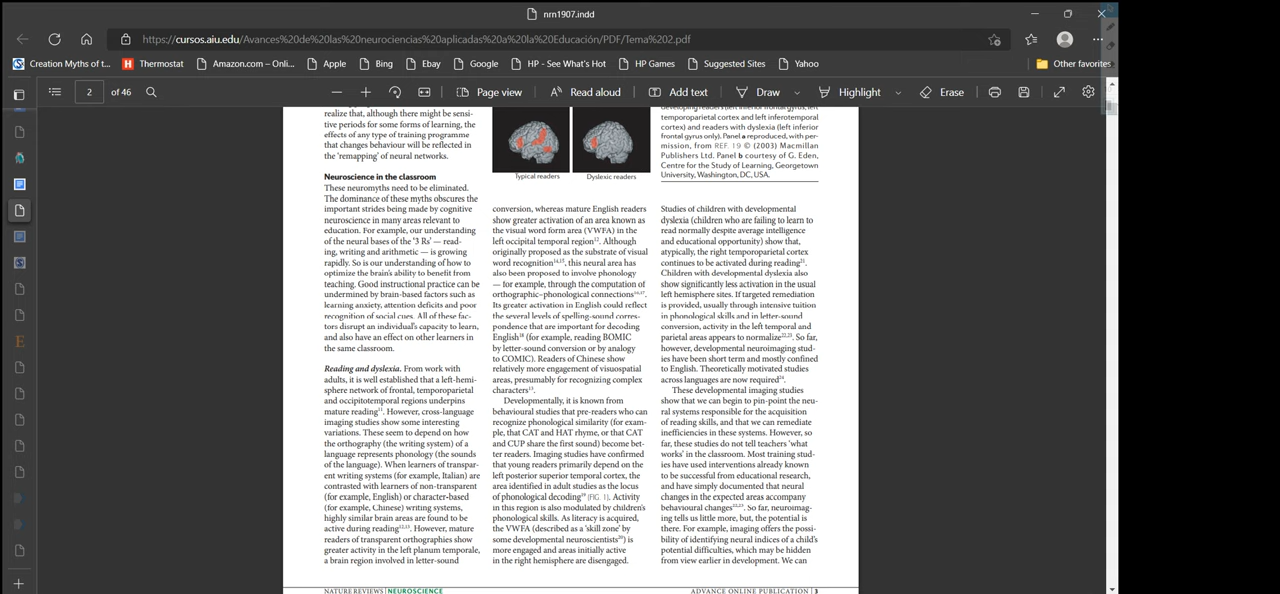 nrn1907.indd
https://cursos.aiu.edu/Avances%20de%20las%20neurociencias%20aplicadas%20a%20la%20Educación/PDF/Tema%202.pdf
Creation Myths of t...
Thermostat
Amazon.com – Onli...
Apple
Bing
Ebay
Google
HP - See What's Hot
HP Games
Suggested Sites
Yahoo
Other favorites
2 of 46
Page view
Read aloud
Add text
Draw
Highlight
Erase
realize that, although there might be sensi-
tive periods for some forms of learning, the
effects of any type of training programme
that changes behaviour will be reflected in
the 'remapping' of neural networks.
Neuroscience in the classroom
These neuromyths need to be eliminated.
The dominance of these myths obscures the
important strides being made by cognitive
neuroscience in many areas relevant to
education. For example, our understanding
of the neural bases of the '3 Rs' — read-
ing, writing and arithmetic — is growing
rapidly. So is our understanding of how to
optimize the brain's ability to benefit from
teaching. Good instructional practice can be
undermined by brain-based factors such as
learning anxiety, attention deficits and poor
recognition of social cues. All of these fac-
tors disrupt an individual's capacity to learn,
and also have an effect on other learners in
the same classroom.
Reading and dyslexia. From work with
adults, it is well established that a left-hemi-
sphere network of frontal, temporoparietal
and occipitotemporal regions underpins
mature reading11. However, cross-language
imaging studies show some interesting
variations. These seem to depend on how
the orthography (the writing system) of a
language represents phonology (the sounds
of the language). When learners of transpar-
ent writing systems (for example, Italian) are
contrasted with learners of non-transparent
(for example, English) or character-based
(for example, Chinese) writing systems,
highly similar brain areas are found to be
active during reading12,13. However, mature
readers of transparent orthographies show
greater activity in the left planum temporale,
a brain region involved in letter-sound
Typical readers
Dyslexic readers
conversion, whereas mature English readers
show greater activation of an area known as
the visual word form area (VWFA) in the
left occipital temporal region12. Although
originally proposed as the substrate of visual
word recognition14,15, this neural area has
also been proposed to involve phonology
— for example, through the computation of
orthographic–phonological connections16,17.
Its greater activation in English could reflect
the several levels of spelling-sound corres-
pondence that are important for decoding
English18 (for example, reading BOMIC
by letter-sound conversion or by analogy
to COMIC). Readers of Chinese show
relatively more engagement of visuospatial
areas, presumably for recognizing complex
characters13.
Developmentally, it is known from
behavioural studies that pre-readers who can
recognize phonological similarity (for exam-
ple, that CAT and HAT rhyme, or that CAT
and CUP share the first sound) become bet-
ter readers. Imaging studies have confirmed
that young readers primarily depend on the
left posterior superior temporal cortex, the
area identified in adult studies as the locus
of phonological decoding19 (FIG. 1). Activity
in this region is also modulated by children's
phonological skills. As literacy is acquired,
the VWFA (described as a 'skill zone' by
some developmental neuroscientists20) is
more engaged and areas initially active
in the right hemisphere are disengaged.
developing readers (left inferior frontal gyrus, left
temporoparietal cortex and left inferotemporal
cortex) and readers with dyslexia (left inferior
frontal gyrus only). Panel a reproduced, with per-
mission, from REF. 19 © (2003) Macmillan
Publishers Ltd. Panel b courtesy of G. Eden,
Centre for the Study of Learning, Georgetown
University, Washington, DC, USA.
Studies of children with developmental
dyslexia (children who are failing to learn to
read normally despite average intelligence
and educational opportunity) show that,
atypically, the right temporoparietal cortex
continues to be activated during reading21.
Children with developmental dyslexia also
show significantly less activation in the usual
left hemisphere sites. If targeted remediation
is provided, usually through intensive tuition
in phonological skills and in letter-sound
conversion, activity in the left temporal and
parietal areas appears to normalize22,23. So far,
however, developmental neuroimaging stud-
ies have been short term and mostly confined
to English. Theoretically motivated studies
across languages are now required24.
These developmental imaging studies
show that we can begin to pin-point the neu-
ral systems responsible for the acquisition
of reading skills, and that we can remediate
inefficiencies in these systems. However, so
far, these studies do not tell teachers 'what
works' in the classroom. Most training stud-
ies have used interventions already known
to be successful from educational research,
and have simply documented that neural
changes in the expected areas accompany
behavioural changes22,23. So far, neuroimag-
ing tells us little more, but, the potential is
there. For example, imaging offers the possi-
bility of identifying neural indices of a child's
potential difficulties, which may be hidden
from view earlier in development. We can
NATURE REVIEWS | NEUROSCIENCE
ADVANCE ONLINE PUBLICATION | 3